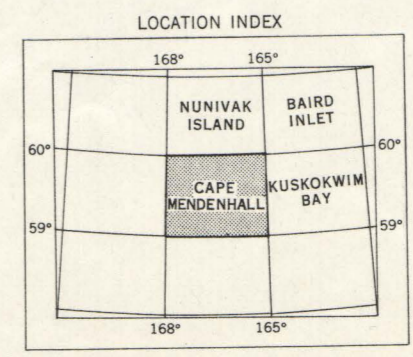 LOCATION INDEX
168° 165°
NUNIVAK
ISLAND
BAIRD
INLET
60° 60°
CAPE
MENDENHALL
KUSKOKWIM
BAY
59° 59°
168° 165°